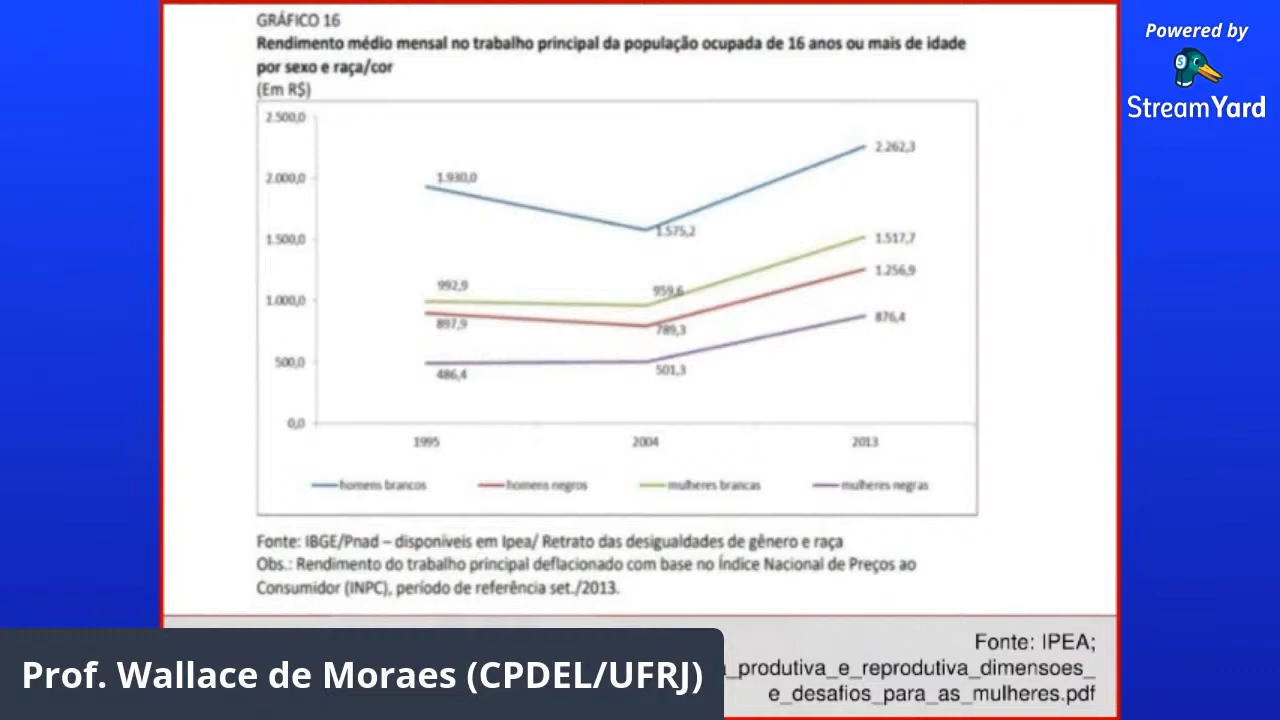 GRÁFICO 16
Rendimento médio mensal no trabalho principal da população ocupada de 16 anos ou mais de idade
por sexo e raça/cor
(Em R$)
2.500,0
2.000,0
1.500,0
1.000,0
500,0
0,0
1.930,0
1.575,2
2.262,3
992,9
959,6
1.517,7
897,9
789,3
1.256,9
486,4
501,3
876,4
1995 2004 2013
homens brancos homens negros mulheres brancas mulheres negras
Fonte: IBGE/Pnad – disponíveis em Ipea/ Retrato das desigualdades de gênero e raça
Obs.: Rendimento do trabalho principal deflacionado com base no Índice Nacional de Preços ao
Consumidor (INPC), período de referência set./2013.
Fonte: IPEA;
_produtiva_e_reprodutiva_dimensoes_
e_desafios_para_as_mulheres.pdf
Prof. Wallace de Moraes (CPDEL/UFRJ)
Powered by
StreamYard